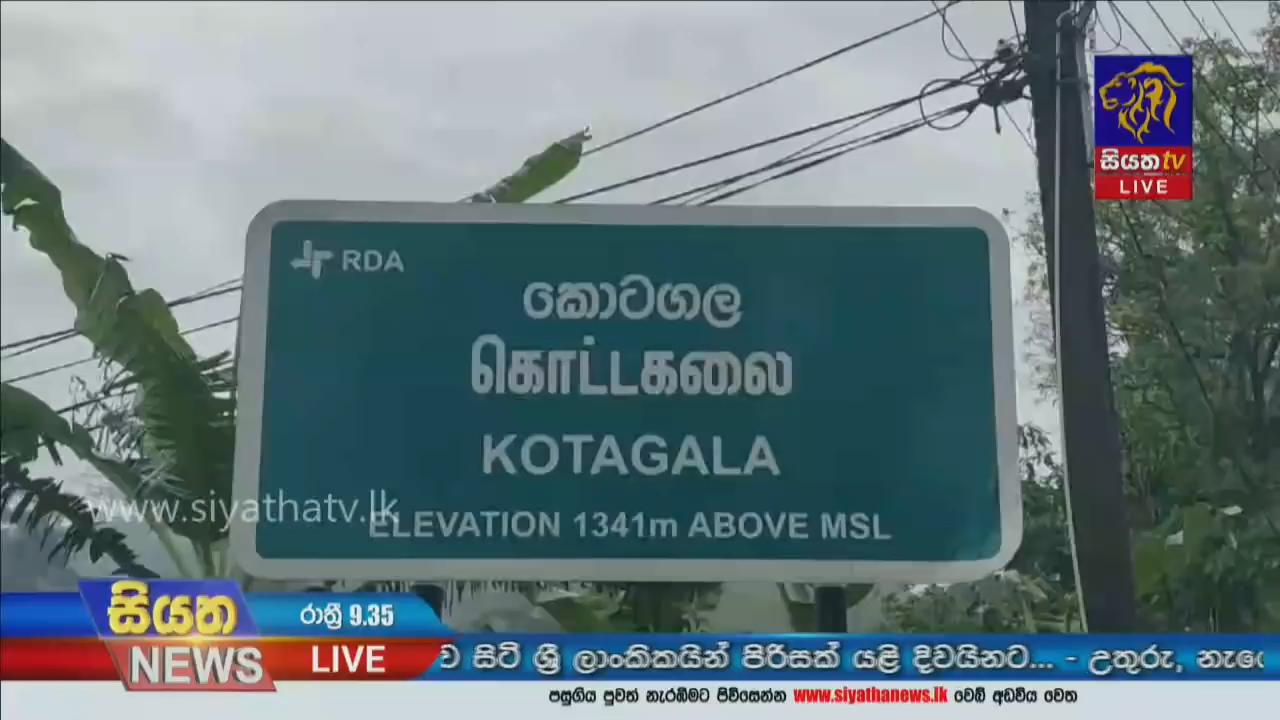 සියත tv
LIVE
RDA
කොටගල
கொட்டகலை
KOTAGALA
ELEVATION 1341m ABOVE MSL
www.siyathatv.lk
සියත
NEWS
රාත්‍රී 9.35
LIVE
සිටි ශ්‍රී ලාංකිකයින් පිරිසක් යළි දිවයිනට... - උතුරු,
පසුගිය පුවත් නැරඹීමට පිවිසෙන්න www.siyathanews.lk වෙබ් අඩවිය වෙත